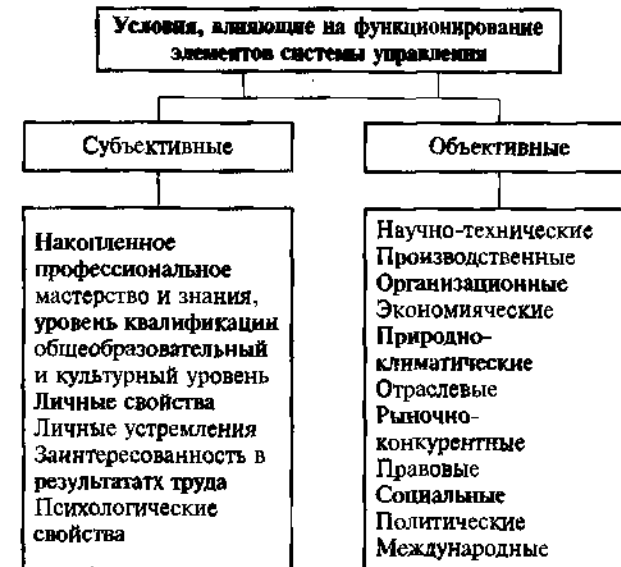 Условия, влияющие на функционирование
элементов системы управления
Субъективные
Объективные
Накопленное
профессиональное
мастерство и знания,
уровень квалификации
общеобразовательный
и культурный уровень
Личные свойства
Личные устремления
Заинтересованность в
результататх труда
Психологические
свойства
Научно-технические
Производственные
Организационные
Экономиячеcкие
Природно-
климатические
Отраслевые
Рыночно-
конкурентные
Правовые
Социальные
Политические
Международные